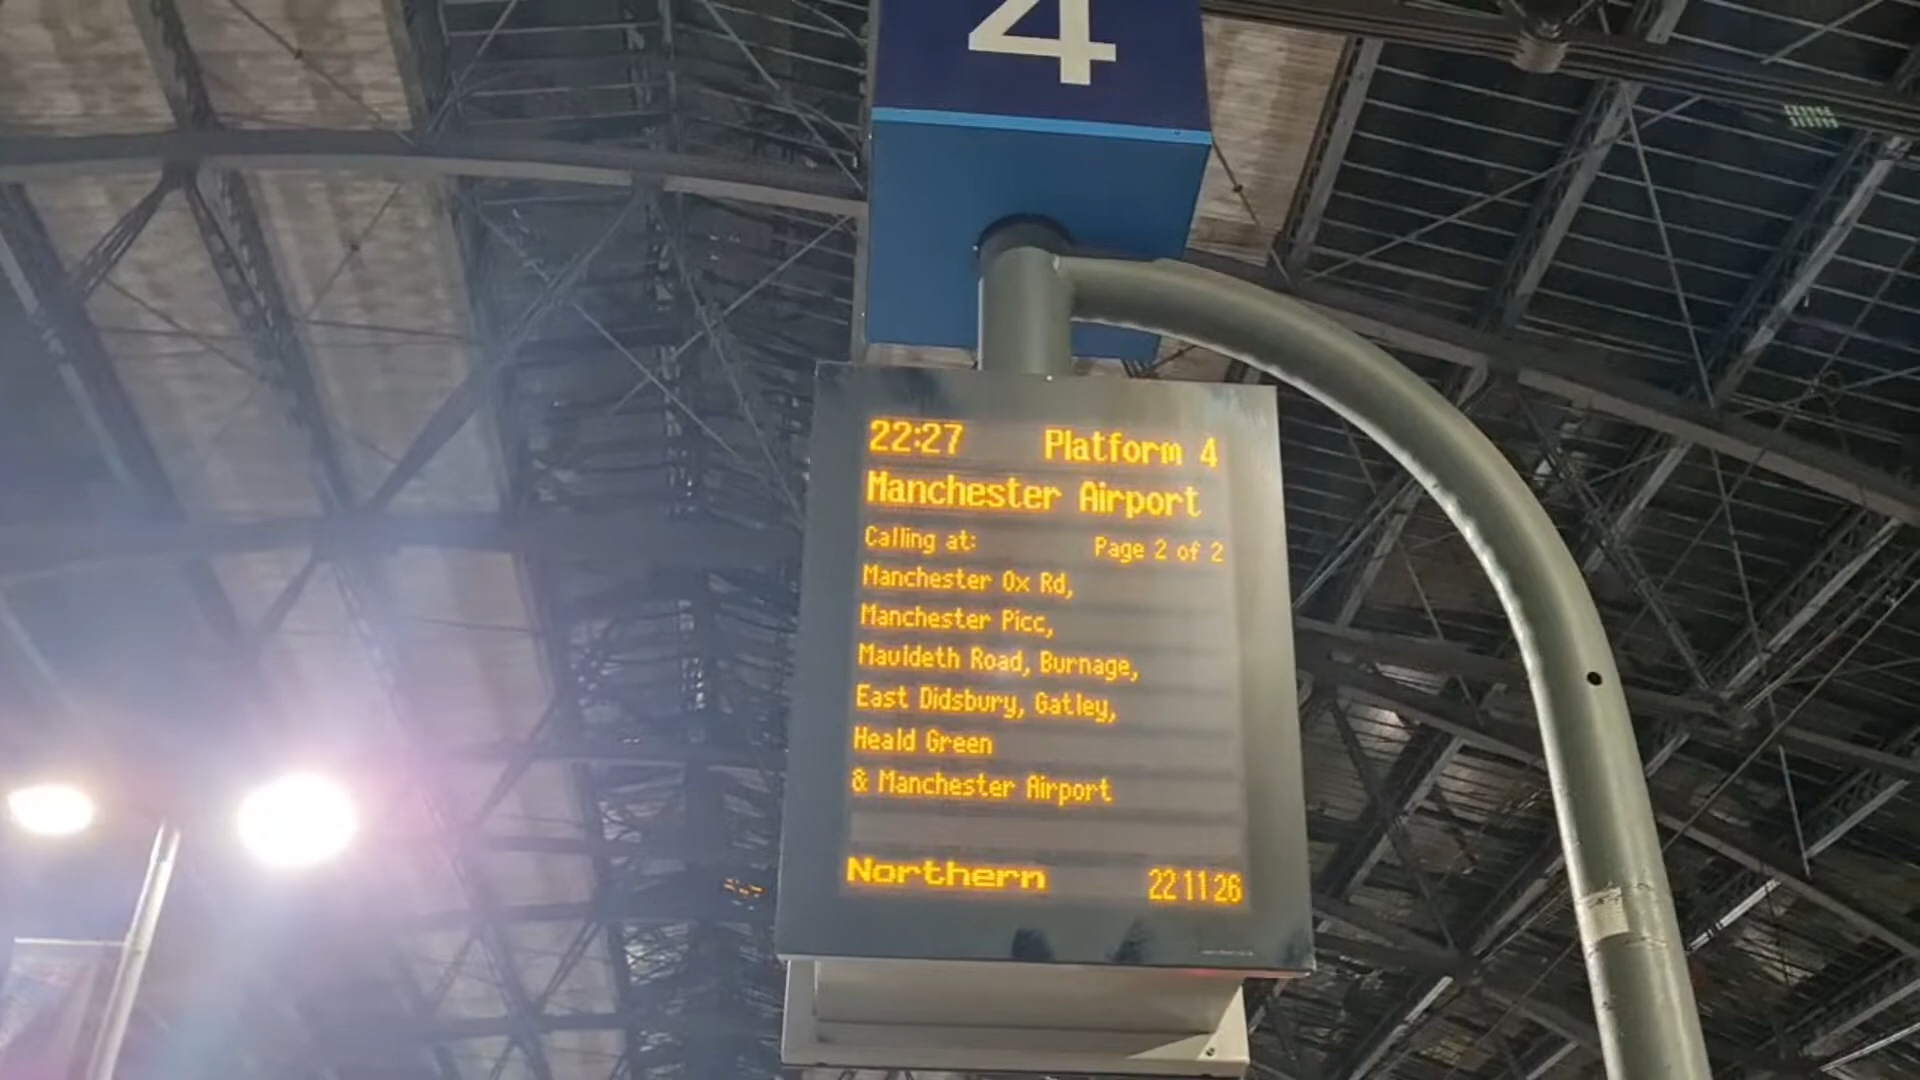 4
22:27 Platform 4
Manchester Airport
Calling at: Page 2 of 2
Manchester Ox Rd,
Manchester Picc,
Mauldeth Road, Burnage,
East Didsbury, Gatley,
Heald Green
& Manchester Airport
Northern 22 11 26